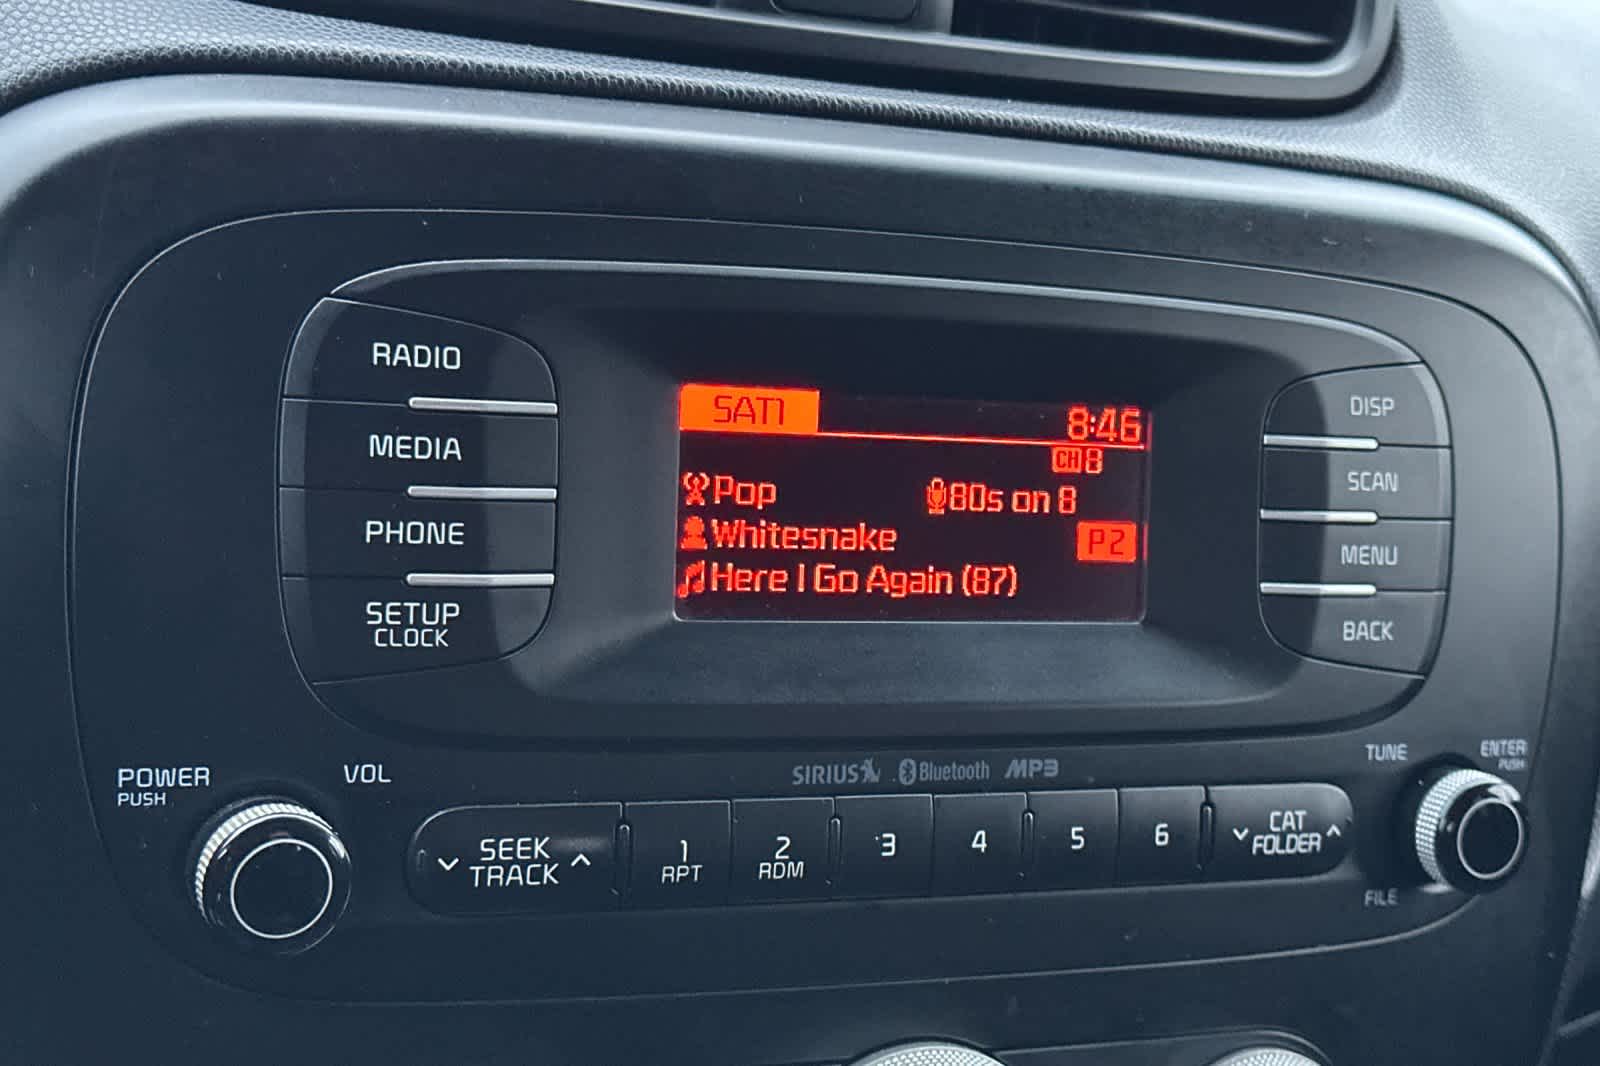 RADIO
MEDIA
PHONE
SETUP
CLOCK
SAT1
8:46
CH 8
Pop
80s on 8
Whitesnake
P2
Here I Go Again (87)
DISP
SCAN
MENU
BACK
POWER
PUSH
VOL
SIRIUS Bluetooth MP3
SEEK
TRACK
1
RPT
2
RDM
3
4
5
6
CAT
FOLDER
TUNE
ENTER
PUSH
FILE